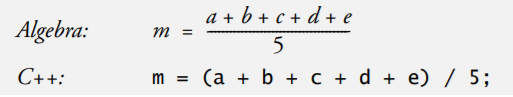 Algebra: m = a + b + c + d + e
5
C++: m = (a + b + c + d + e) / 5;